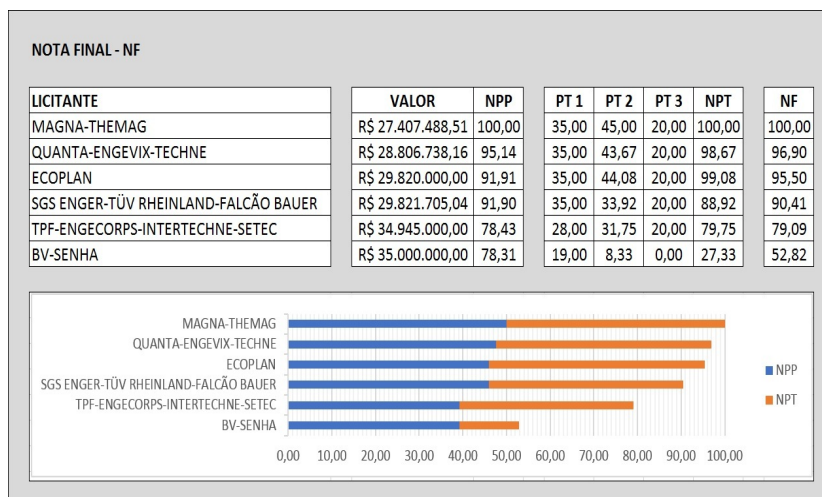 NOTA FINAL - NF
LICITANTE VALOR NPP PT 1 PT 2 PT 3 NPT NF
MAGNA-THEMAG R$ 27.407.488,51 100,00 35,00 45,00 20,00 100,00 100,00
QUANTA-ENGEVIX-TECHNE R$ 28.806.738,16 95,14 35,00 43,67 20,00 98,67 96,90
ECOPLAN R$ 29.820.000,00 91,91 35,00 44,08 20,00 99,08 95,50
SGS ENGER-TÜV RHEINLAND-FALCÃO BAUER R$ 29.821.705,04 91,90 35,00 33,92 20,00 88,92 90,41
TPF-ENGECORPS-INTERTECHNE-SETEC R$ 34.945.000,00 78,43 28,00 31,75 20,00 79,75 79,09
BV-SENHA R$ 35.000.000,00 78,31 19,00 8,33 0,00 27,33 52,82
MAGNA-THEMAG
QUANTA-ENGEVIX-TECHNE
ECOPLAN
SGS ENGER-TÜV RHEINLAND-FALCÃO BAUER
TPF-ENGECORPS-INTERTECHNE-SETEC
BV-SENHA
NPP
NPT
0,00 10,00 20,00 30,00 40,00 50,00 60,00 70,00 80,00 90,00 100,00